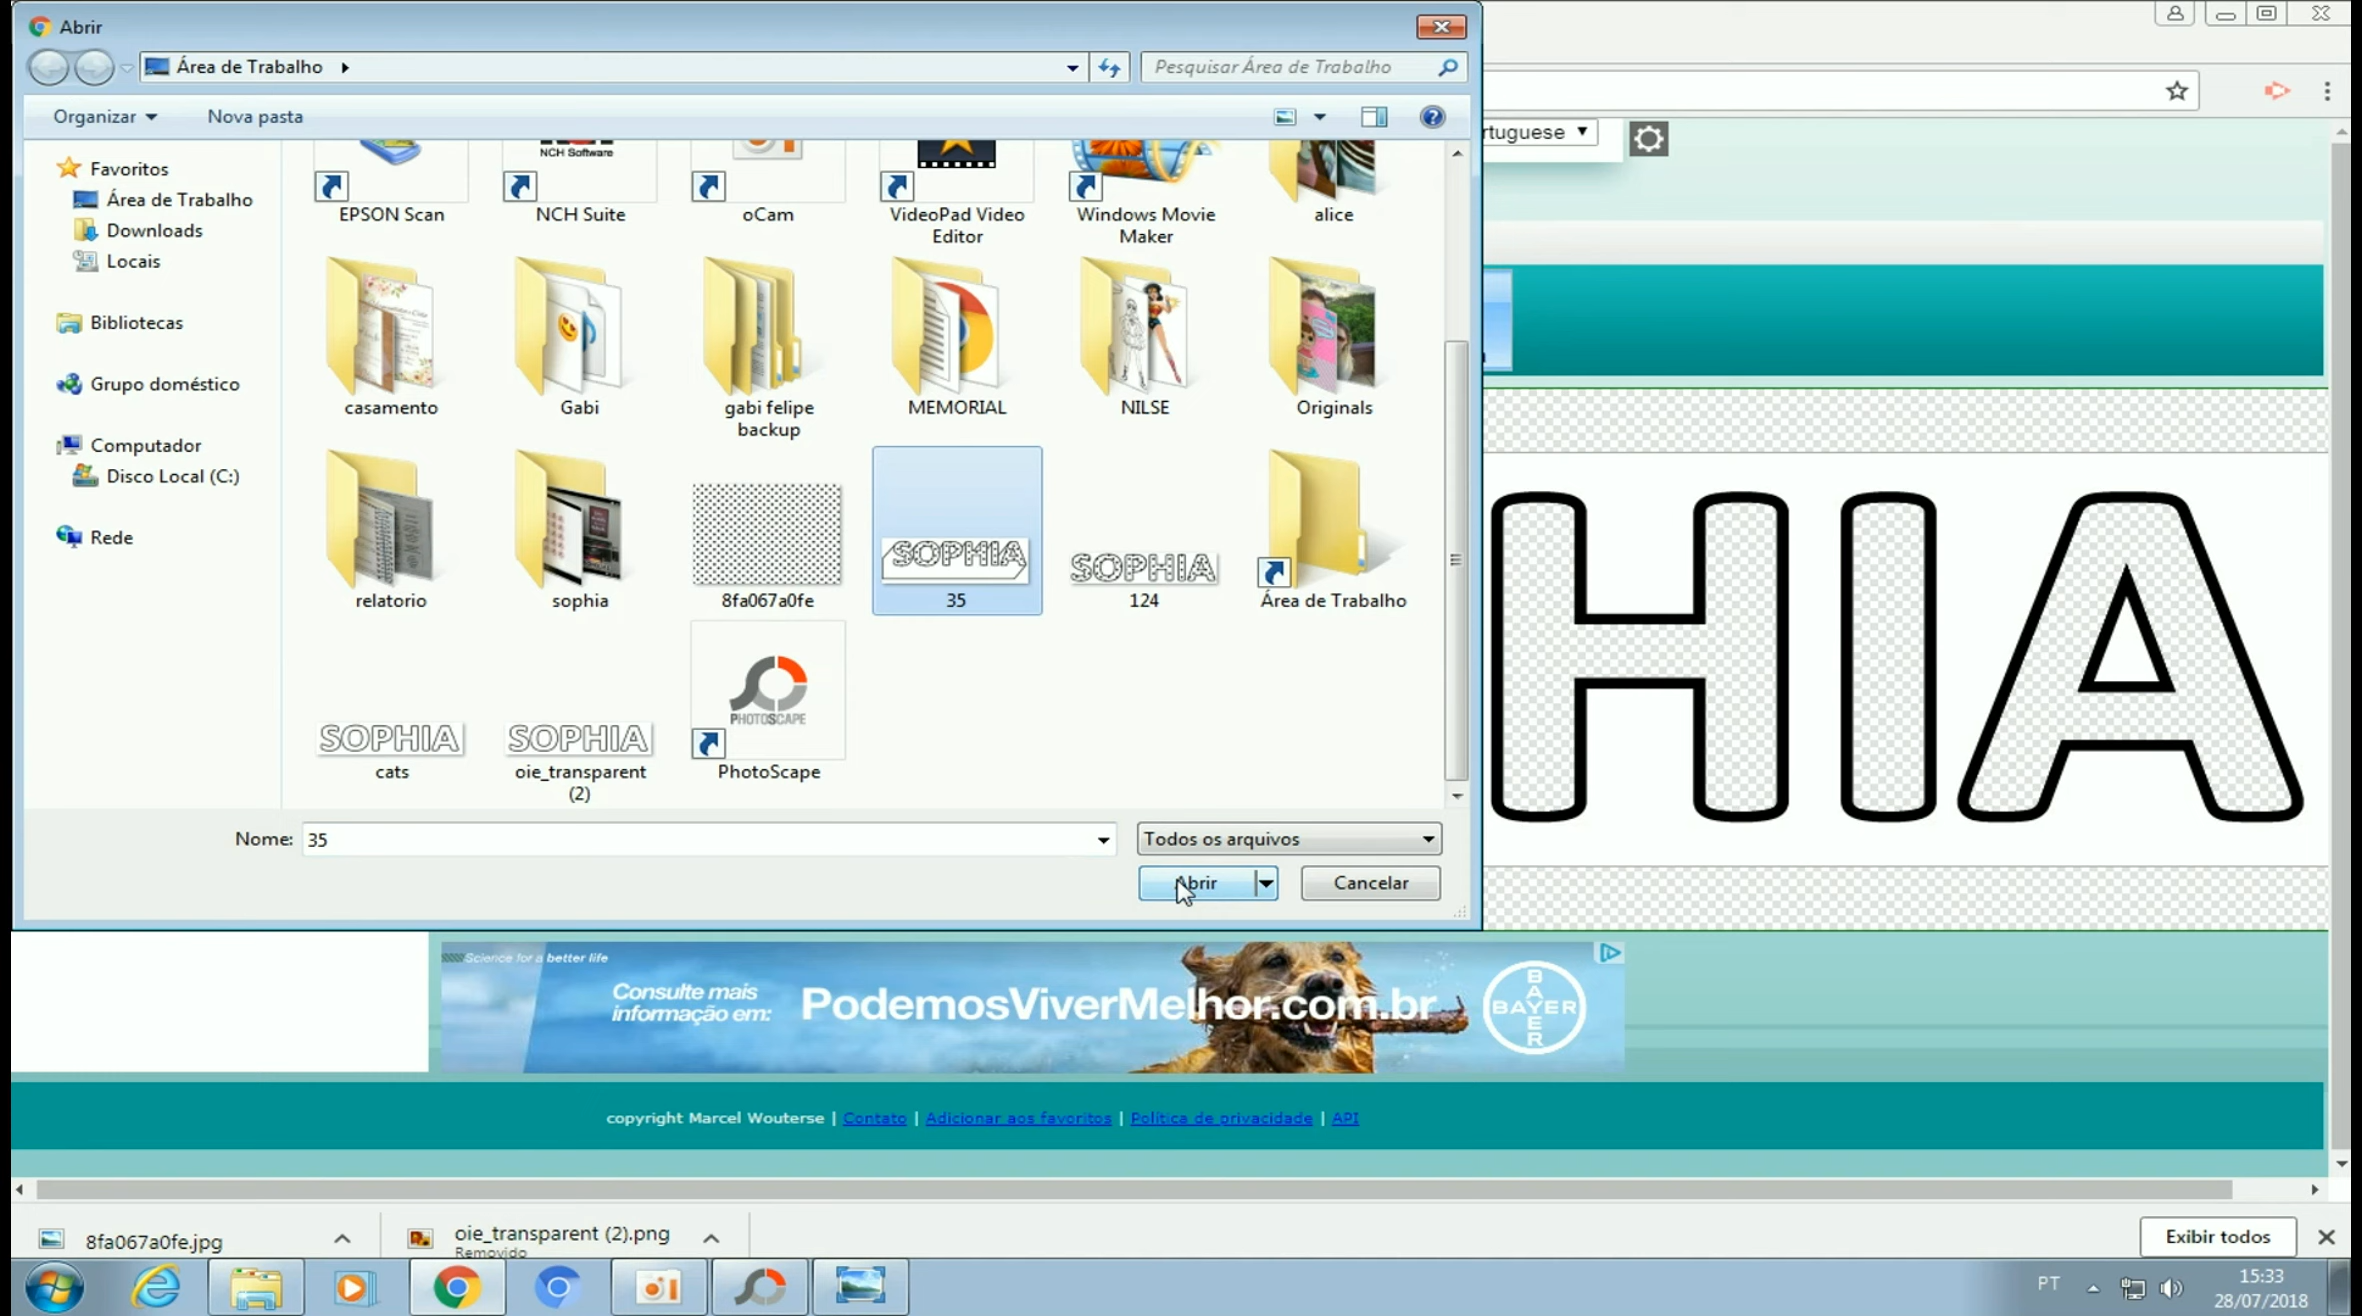 Abrir
Área de Trabalho
Pesquisar Área de Trabalho
Organizar
Nova pasta
rtuguese
Favoritos
Área de Trabalho
Downloads
Locais
Bibliotecas
Grupo doméstico
Computador
Disco Local (C:)
Rede
NCH Software
EPSON Scan
NCH Suite
oCam
VideoPad Video
Editor
Windows Movie
Maker
alice
casamento
Gabi
gabi felipe
backup
MEMORIAL
NILSE
Originals
SOPHIA
SOPHIA
relatorio
sophia
8fa067a0fe
35
124
Área de Trabalho
SOPHIA
SOPHIA
PHOTOSCAPE
cats
oie_transparent
(2)
PhotoScape
HIA
Nome:
35
Todos os arquivos
Abrir
Cancelar
Science for a better life
Consulte mais
informação em:
PodemosViverMelhor.com.br
BAYER
BAYER
copyright Marcel Wouterse | Contato | Adicionar aos favoritos | Política de privacidade | API
8fa067a0fe.jpg
oie_transparent (2).png
Removido
Exibir todos
PT
15:33
28/07/2018